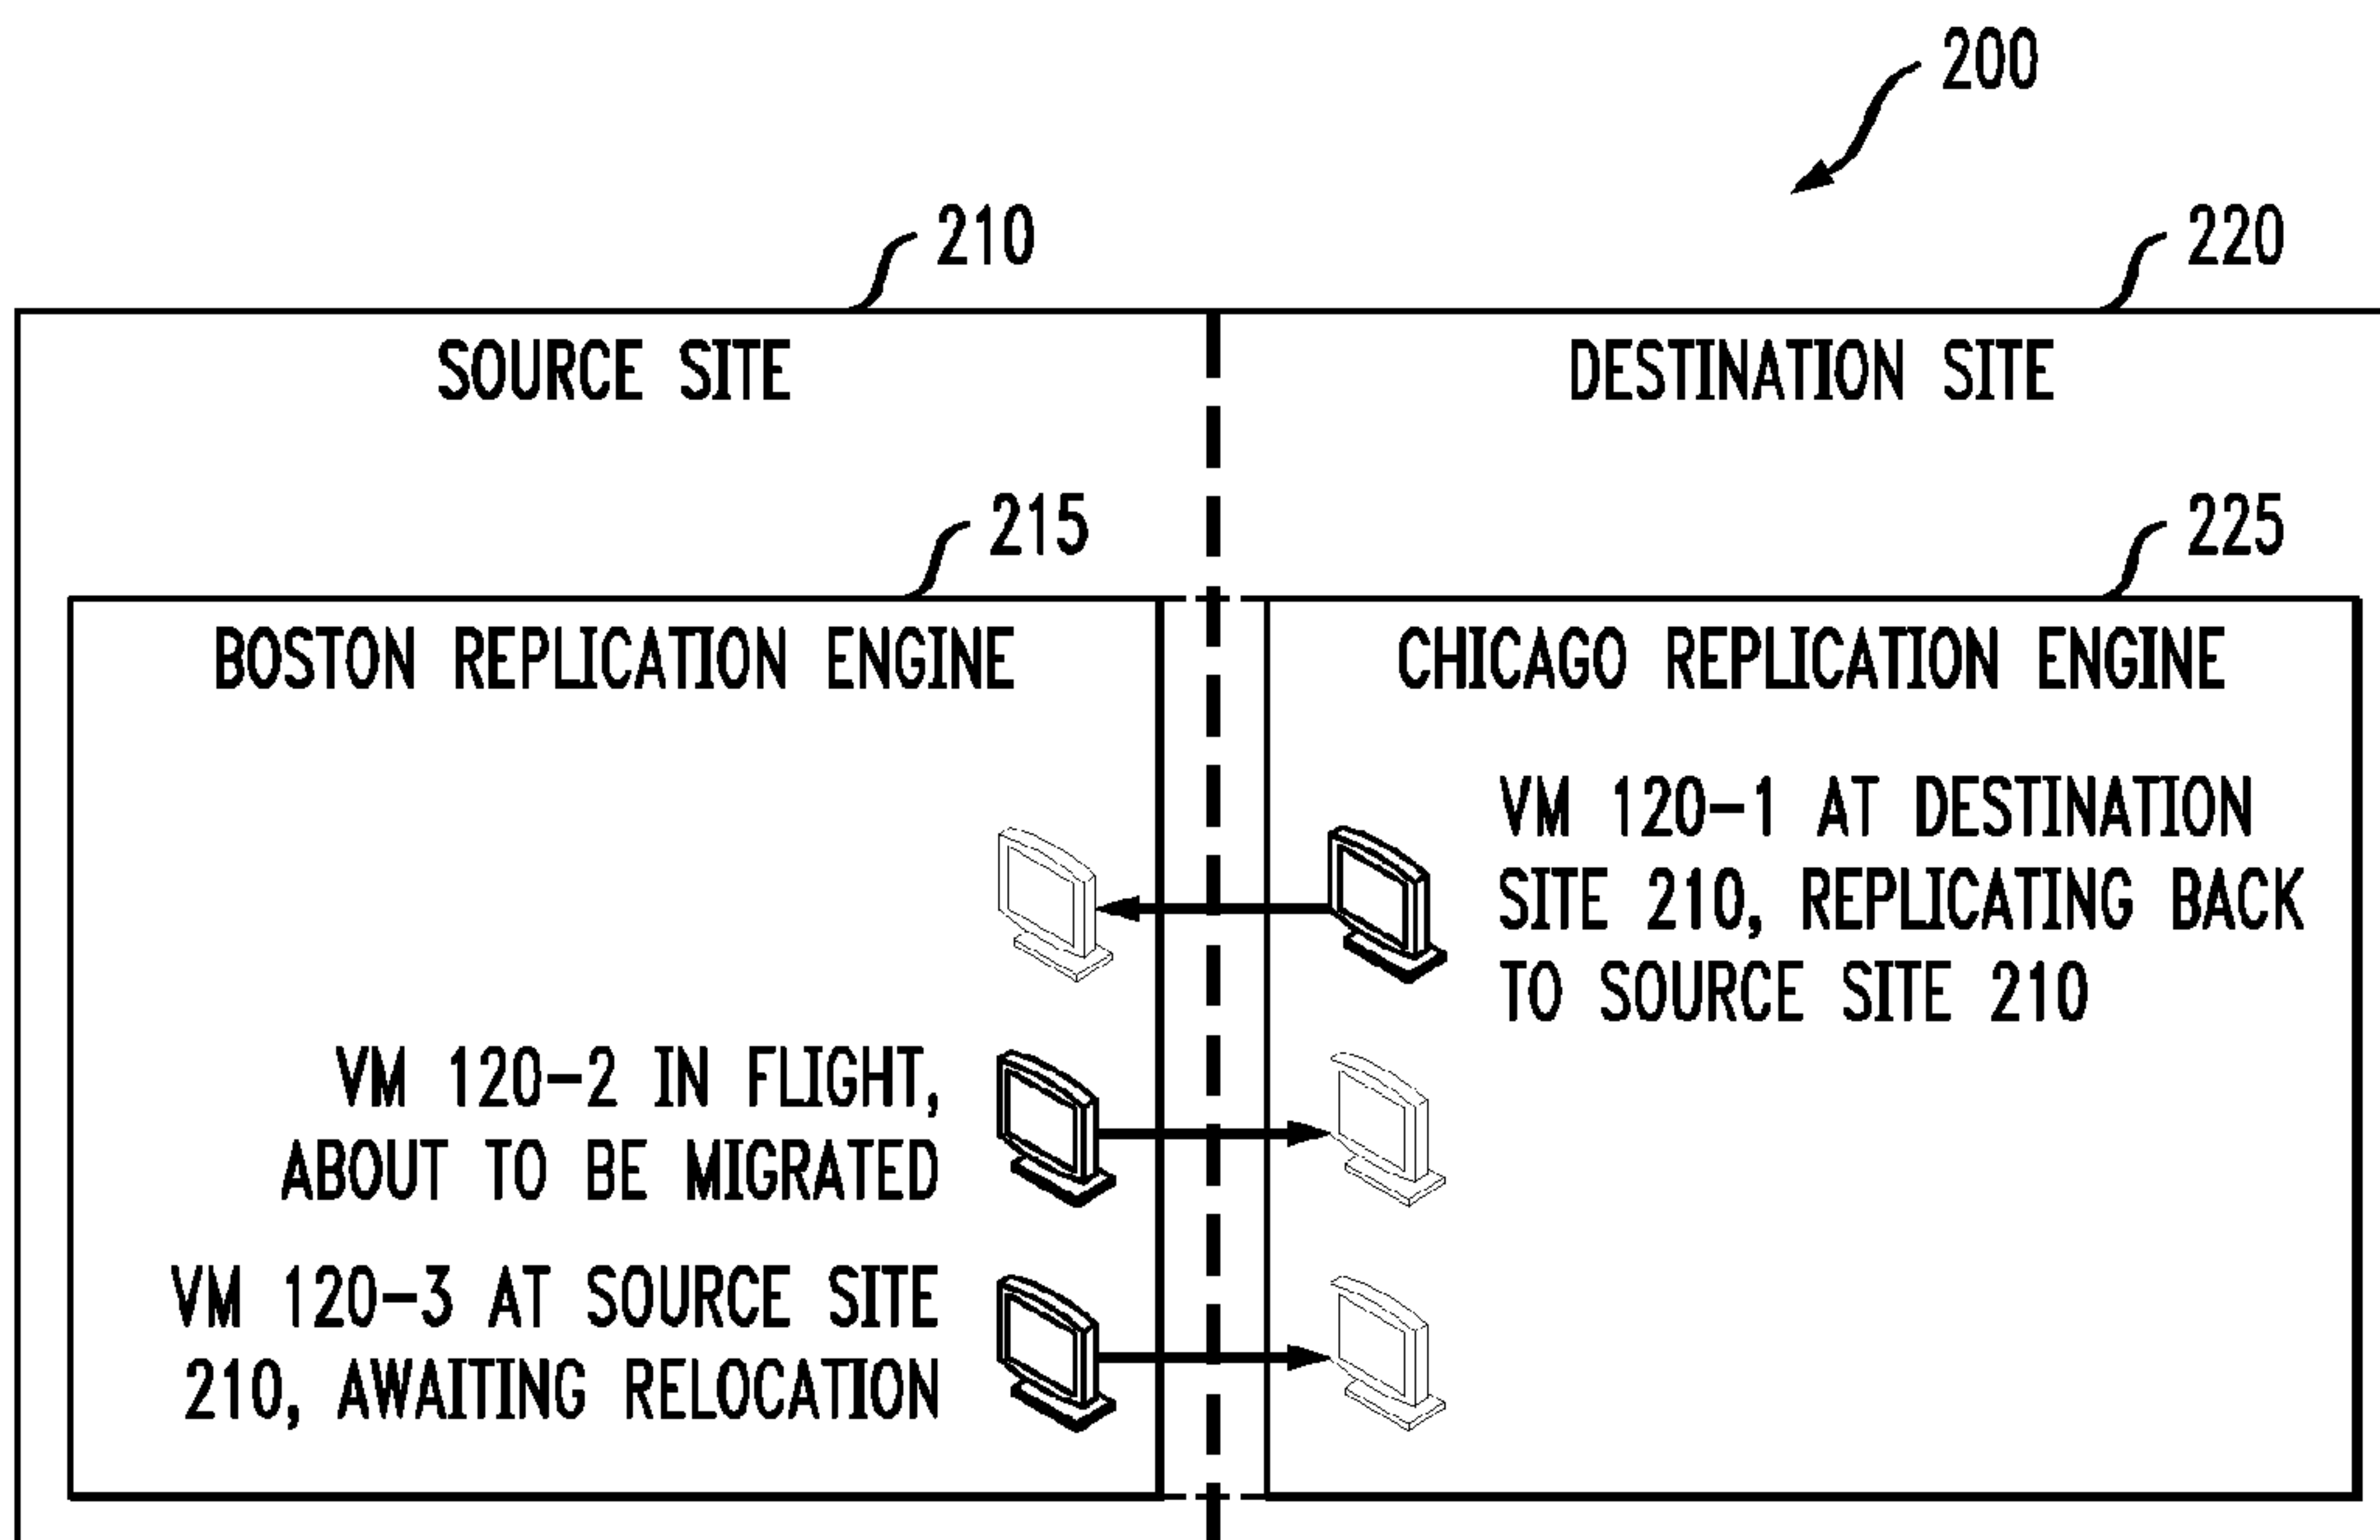 200
210
220
SOURCE SITE
DESTINATION SITE
215
225
BOSTON REPLICATION ENGINE
CHICAGO REPLICATION ENGINE
VM 120-1 AT DESTINATION
SITE 210, REPLICATING BACK
TO SOURCE SITE 210
VM 120-2 IN FLIGHT,
ABOUT TO BE MIGRATED
VM 120-3 AT SOURCE SITE
210, AWAITING RELOCATION